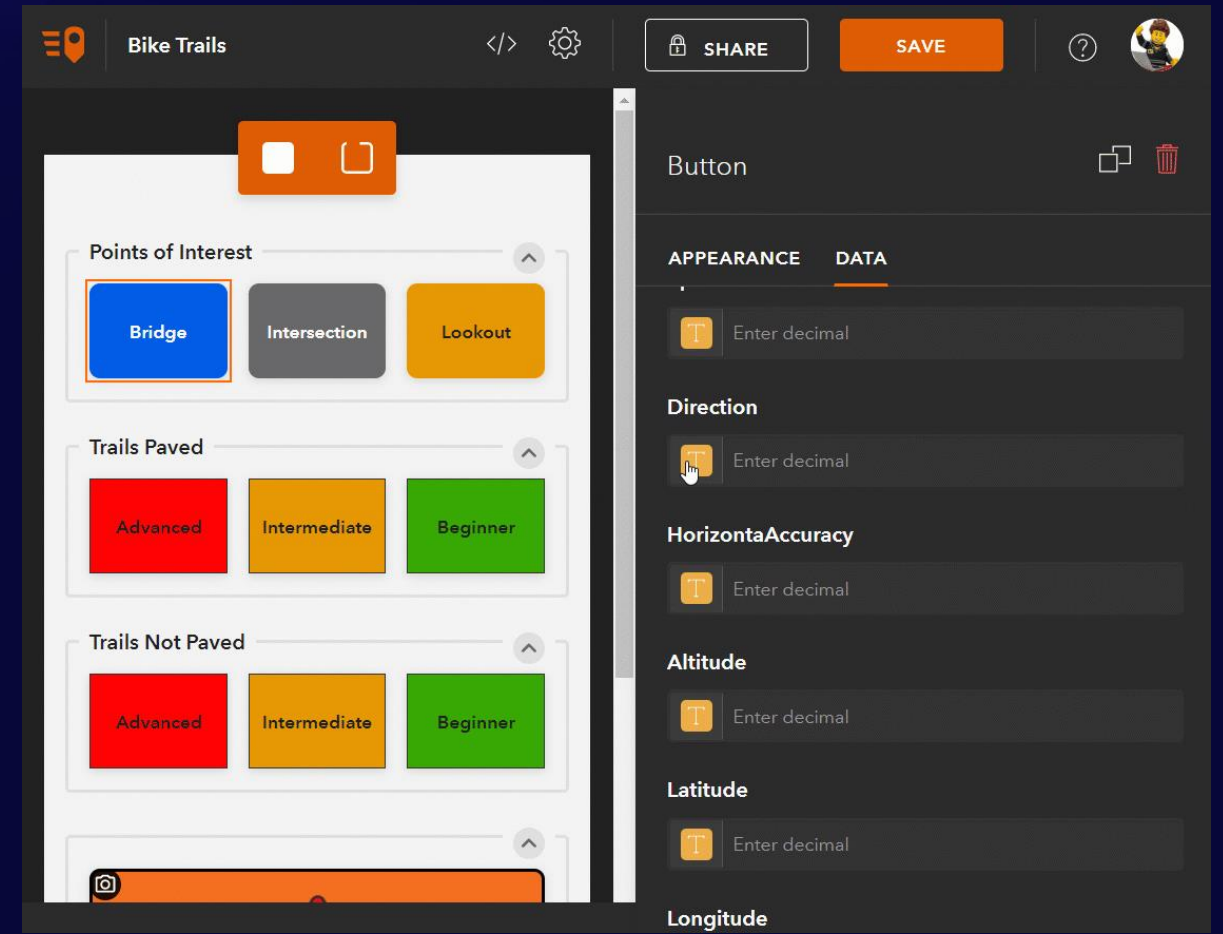 Bike Trails
</>
SHARE
SAVE
?
Button
Points of Interest
Bridge
Intersection
Lookout
Trails Paved
Advanced
Intermediate
Beginner
Trails Not Paved
Advanced
Intermediate
Beginner
APPEARANCE
DATA
T Enter decimal
Direction
T Enter decimal
HorizontaAccuracy
T Enter decimal
Altitude
T Enter decimal
Latitude
T Enter decimal
Longitude